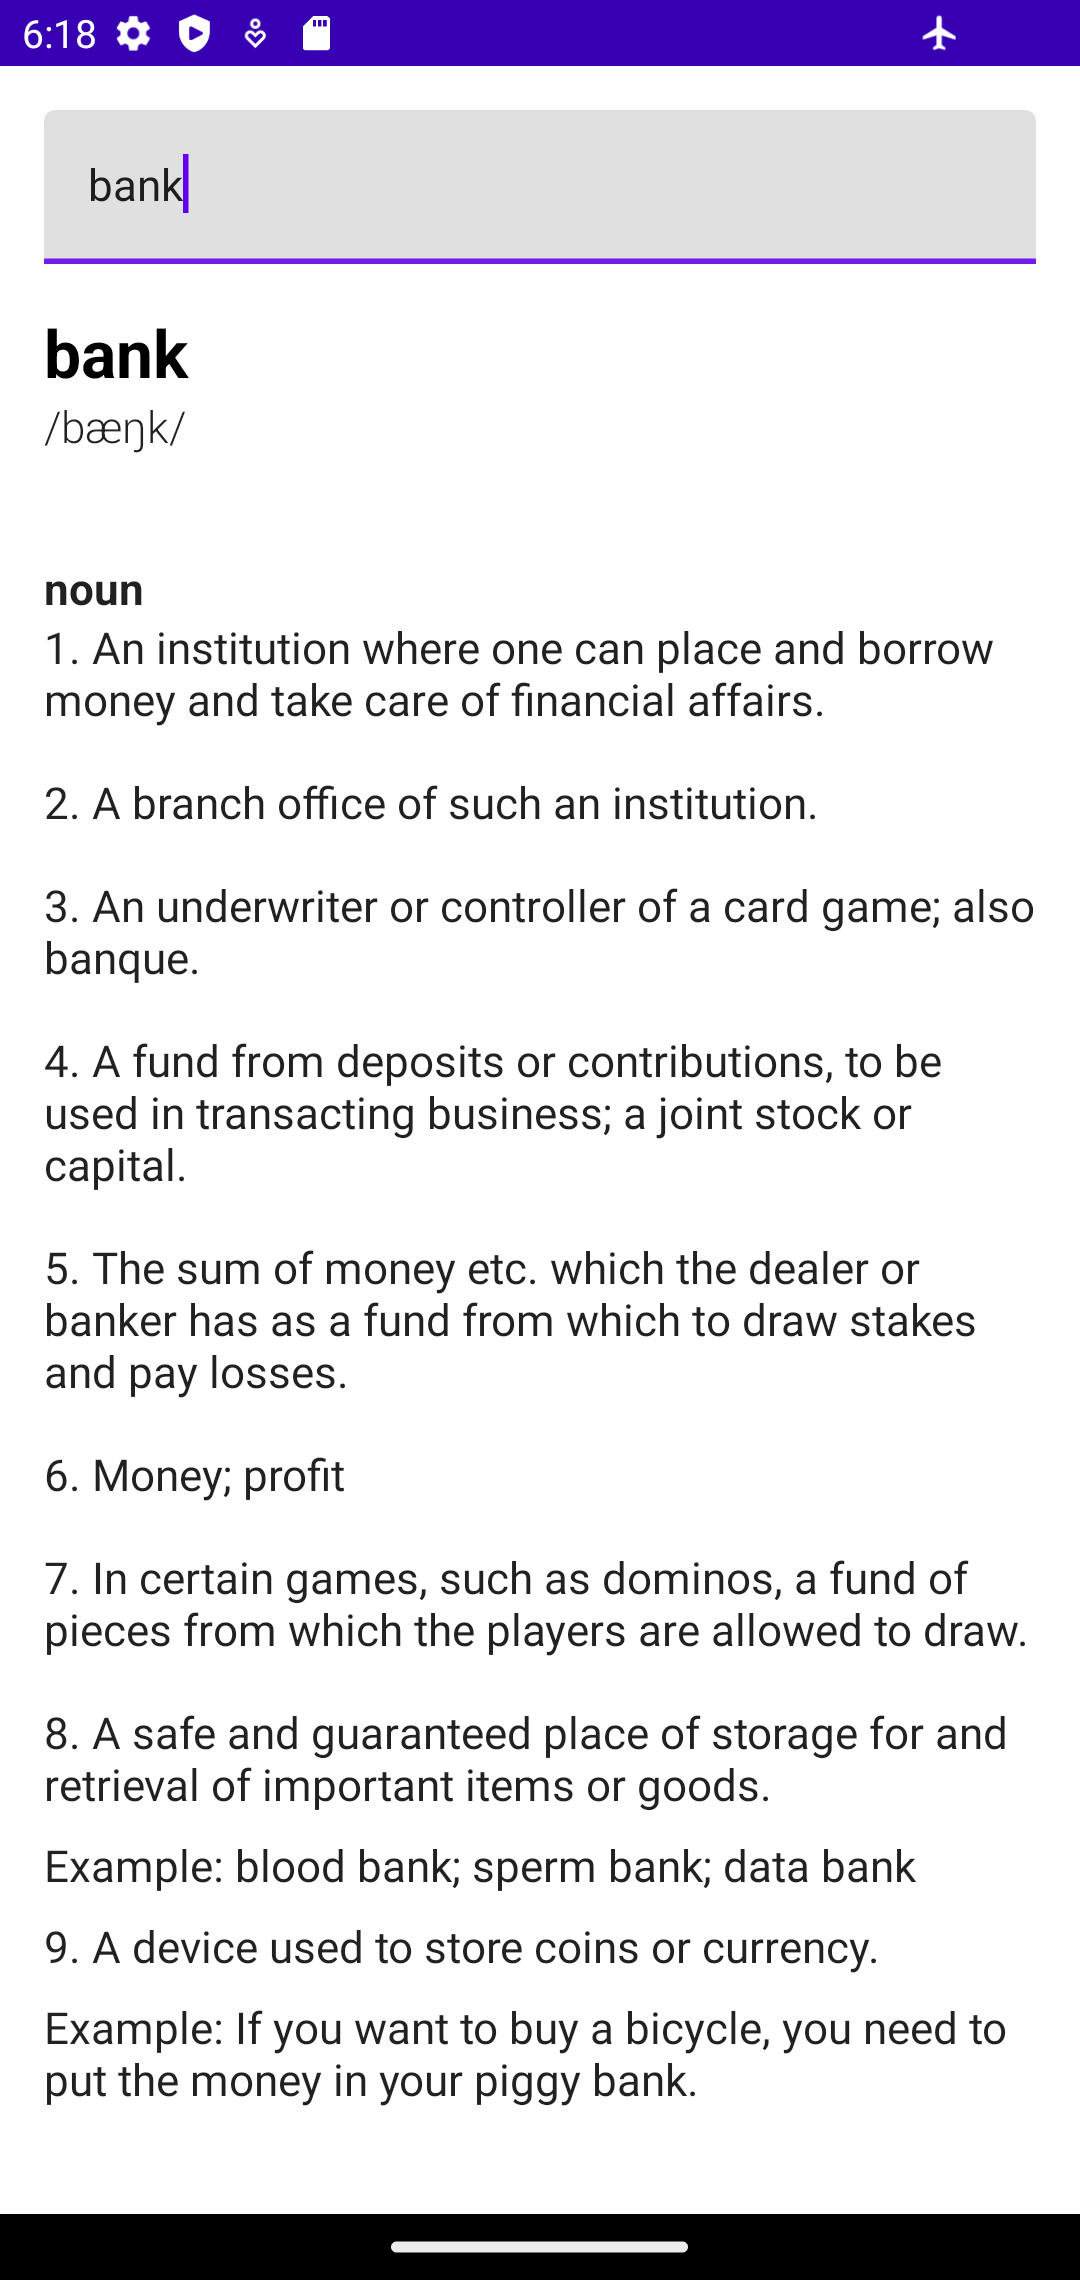 6:18
bank
bank
/bæŋk/
noun
1. An institution where one can place and borrow
money and take care of financial affairs.
2. A branch office of such an institution.
3. An underwriter or controller of a card game; also
banque.
4. A fund from deposits or contributions, to be
used in transacting business; a joint stock or
capital.
5. The sum of money etc. which the dealer or
banker has as a fund from which to draw stakes
and pay losses.
6. Money; profit
7. In certain games, such as dominos, a fund of
pieces from which the players are allowed to draw.
8. A safe and guaranteed place of storage for and
retrieval of important items or goods.
Example: blood bank; sperm bank; data bank
9. A device used to store coins or currency.
Example: If you want to buy a bicycle, you need to
put the money in your piggy bank.